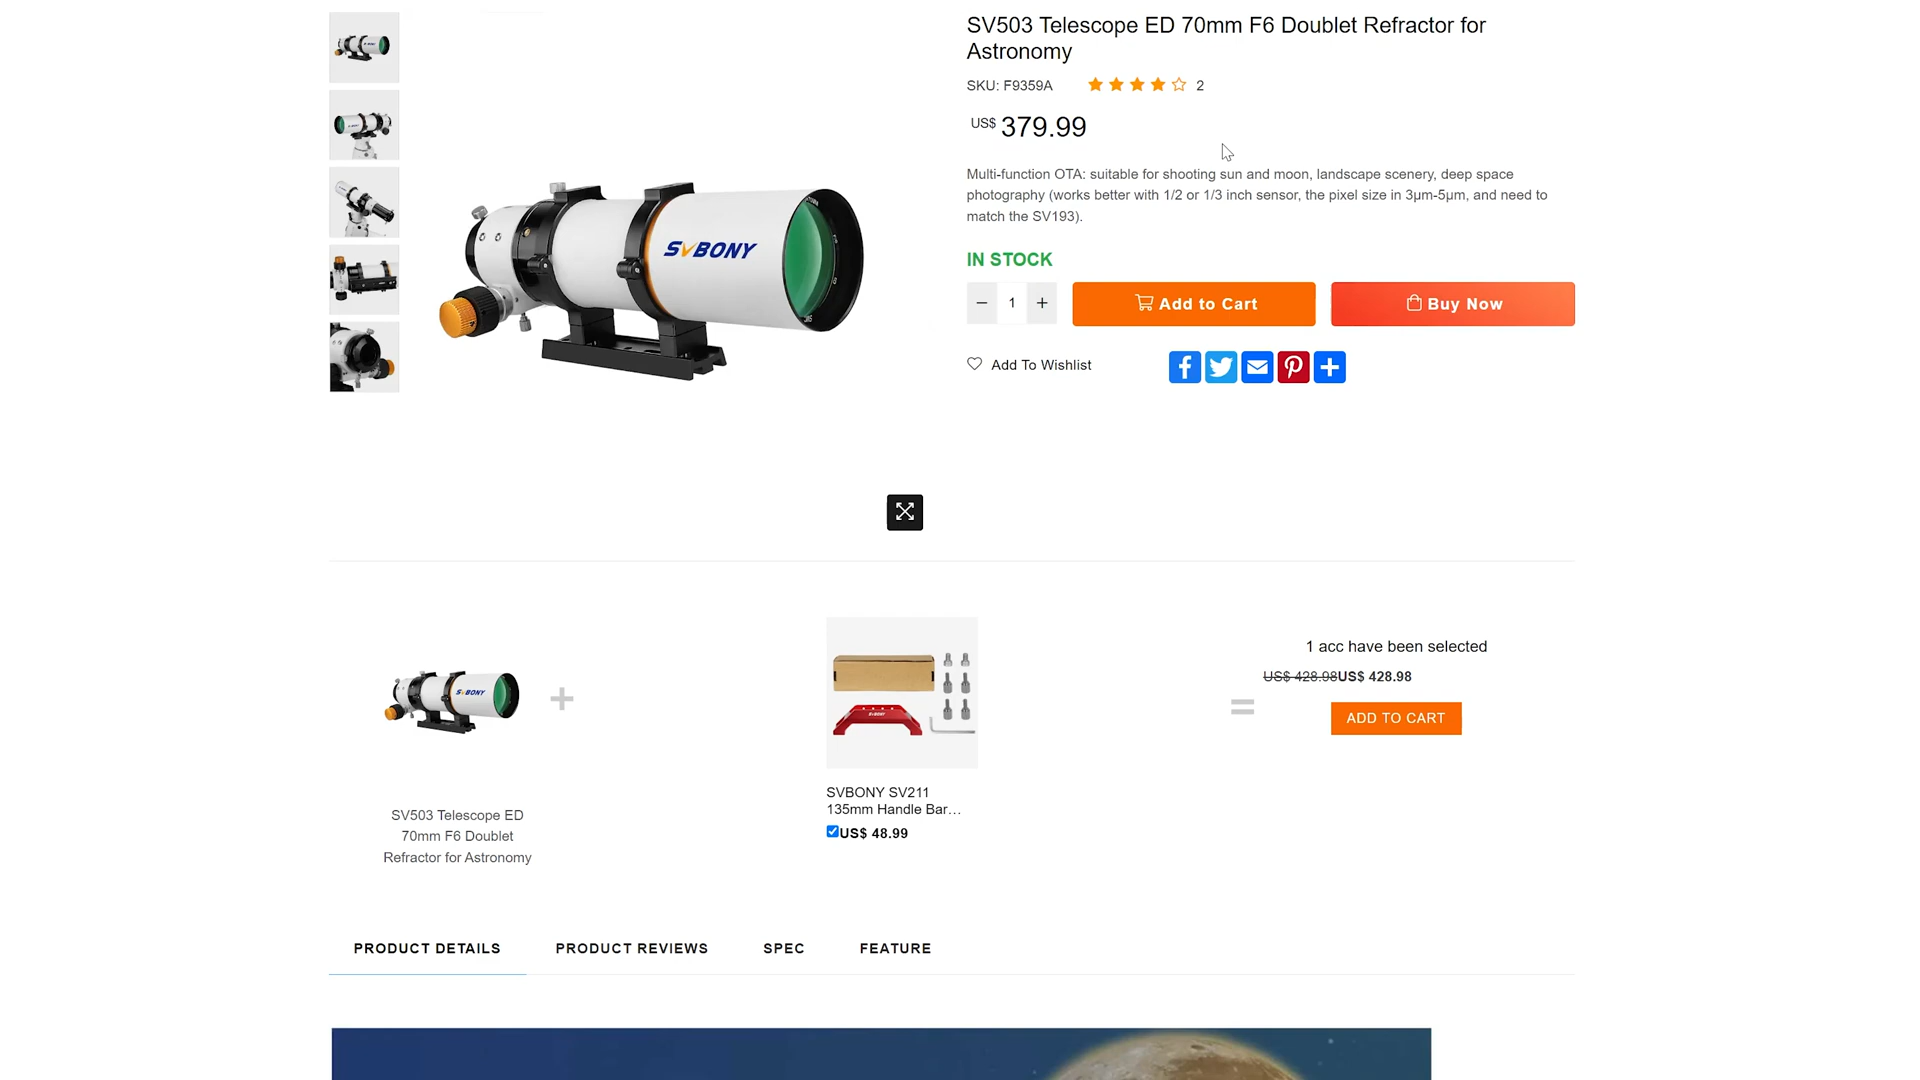 SV503 Telescope ED 70mm F6 Doublet Refractor for
Astronomy
SKU: F9359A 2
US$ 379.99
Multi-function OTA: suitable for shooting sun and moon, landscape scenery, deep space
photography (works better with 1/2 or 1/3 inch sensor, the pixel size in 3μm-5μm, and need to
match the SV193).
IN STOCK
1
Add to Cart
Buy Now
Add To Wishlist
SVBONY
SVBONY
SV503 Telescope ED
70mm F6 Doublet
Refractor for Astronomy
SVBONY SV211
135mm Handle Bar…
US$ 48.99
1 acc have been selected
US$ 428.98US$ 428.98
ADD TO CART
PRODUCT DETAILS PRODUCT REVIEWS SPEC FEATURE